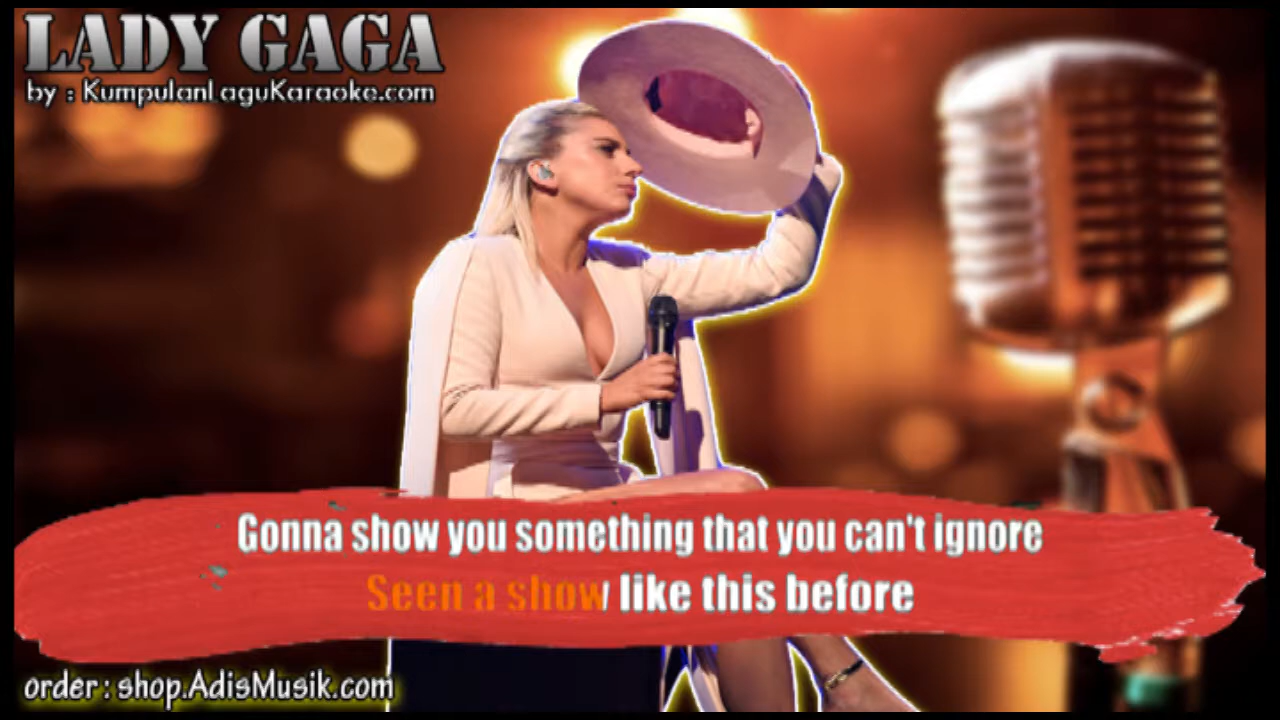 LADY GAGA
by : KumpulanLaguKaraoke.com
Gonna show you something that you can't ignore
Seen a show like this before
order : shop.AdisMusik.com